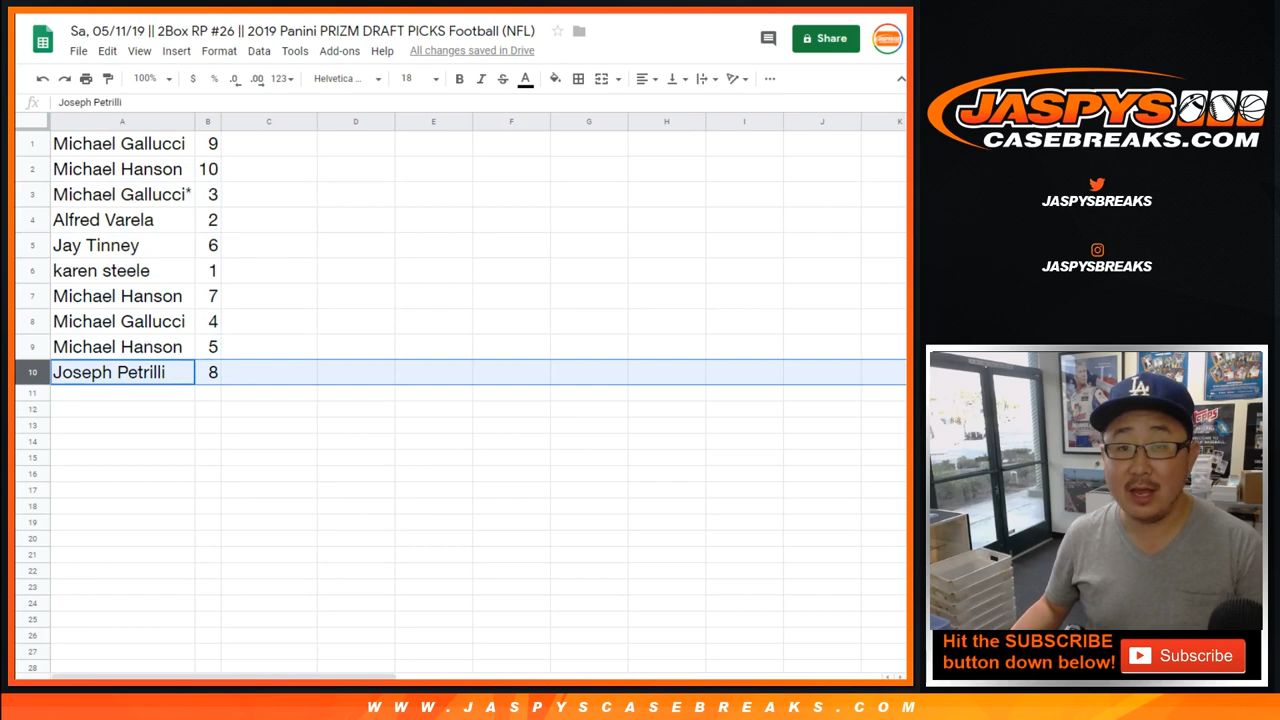 Sa, 05/11/19 || 2Box RP #26 || 2019 Panini PRIZM DRAFT PICKS Football (NFL)
File Edit View Insert Format Data Tools Add-ons Help All changes saved in Drive
Share
100% $ % .0 .00 123 Helvetica ... 18 B I S A
fx Joseph Petrilli
A B C D E F G H I J K
1 Michael Gallucci 9
2 Michael Hanson 10
3 Michael Gallucci* 3
4 Alfred Varela 2
5 Jay Tinney 6
6 karen steele 1
7 Michael Hanson 7
8 Michael Gallucci 4
9 Michael Hanson 5
10 Joseph Petrilli 8
11
12
13
14
15
16
17
18
19
20
21
22
23
24
25
26
27
28
JASPYS
CASEBREAKS.COM
JASPYSBREAKS
JASPYSBREAKS
LA
TOPPS
Hit the SUBSCRIBE
button down below!
Subscribe
WWW.JASPYSCASEBREAKS.COM